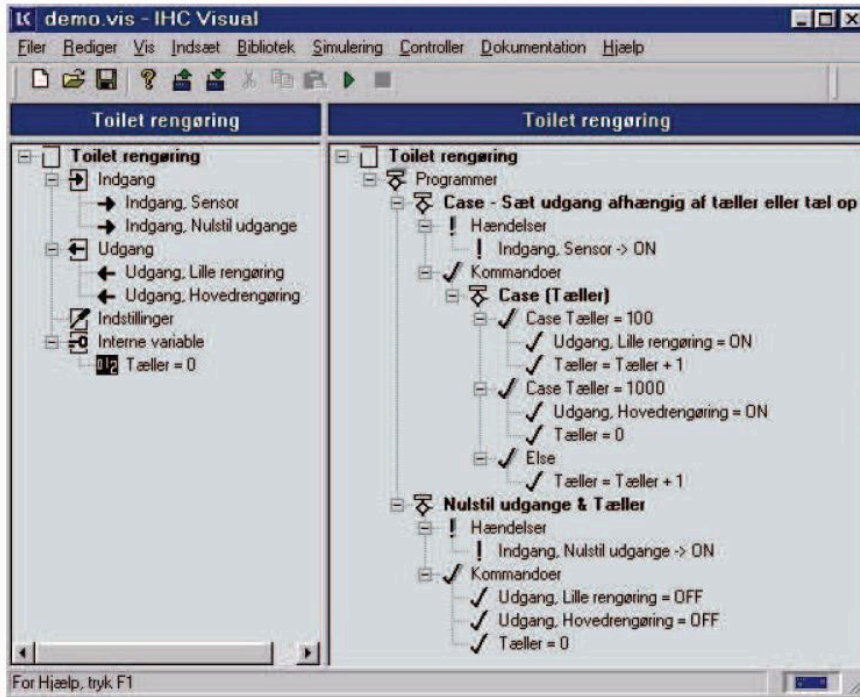 demo.vis - IHC Visual
Filer Rediger Vis Indsæt Bibliotek Simulering Controller Dokumentation Hjælp
Toilet rengøring
Toilet rengøring
Indgang
Indgang, Sensor
Indgang, Nulstil udgange
Udgang
Udgang, Lille rengøring
Udgang, Hovedrengøring
Indstillinger
Interne variable
Tæller = 0
Toilet rengøring
Toilet rengøring
Programmer
Case - Sæt udgang afhængig af tæller eller tæl op
Hændelser
Indgang, Sensor -> ON
Kommandoer
Case (Tæller)
Case Tæller = 100
Udgang, Lille rengøring = ON
Tæller = Tæller + 1
Case Tæller = 1000
Udgang, Hovedrengøring = ON
Tæller = 0
Else
Tæller = Tæller + 1
Nulstil udgange & Tæller
Hændelser
Indgang, Nulstil udgange -> ON
Kommandoer
Udgang, Lille rengøring = OFF
Udgang, Hovedrengøring = OFF
Tæller = 0
For Hjælp, tryk F1